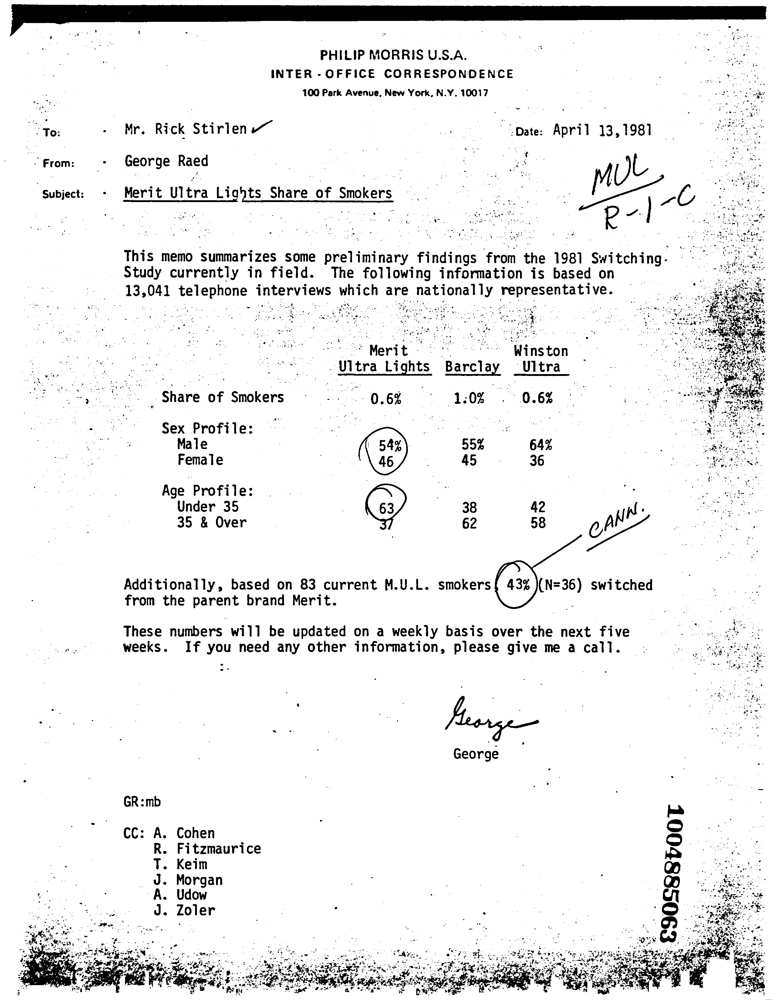 PHILIP MORRIS U.S.A.
INTER - OFFICE CORRESPONDENCE
100 Park Avenue, New York, N.Y. 10017
To: Mr. Rick Stirlen Date: April 13, 1981
From: George Raed
Subject: Merit Ultra Lights Share of Smokers
MUL
R-1-C
This memo summarizes some preliminary findings from the 1981 Switching
Study currently in field. The following information is based on
13,041 telephone interviews which are nationally representative.
Merit Winston
Ultra Lights Barclay Ultra
Share of Smokers 0.6% 1.0% 0.6%
Sex Profile:
Male 54% 55% 64%
Female 46 45 36
Age Profile:
Under 35 63 38 42
35 & Over 37 62 58
CANN.
Additionally, based on 83 current M.U.L. smokers 43% (N=36) switched
from the parent brand Merit.
These numbers will be updated on a weekly basis over the next five
weeks. If you need any other information, please give me a call.
George
George
GR:mb
CC: A. Cohen
R. Fitzmaurice
T. Keim
J. Morgan
A. Udow
J. Zoler
1004885063